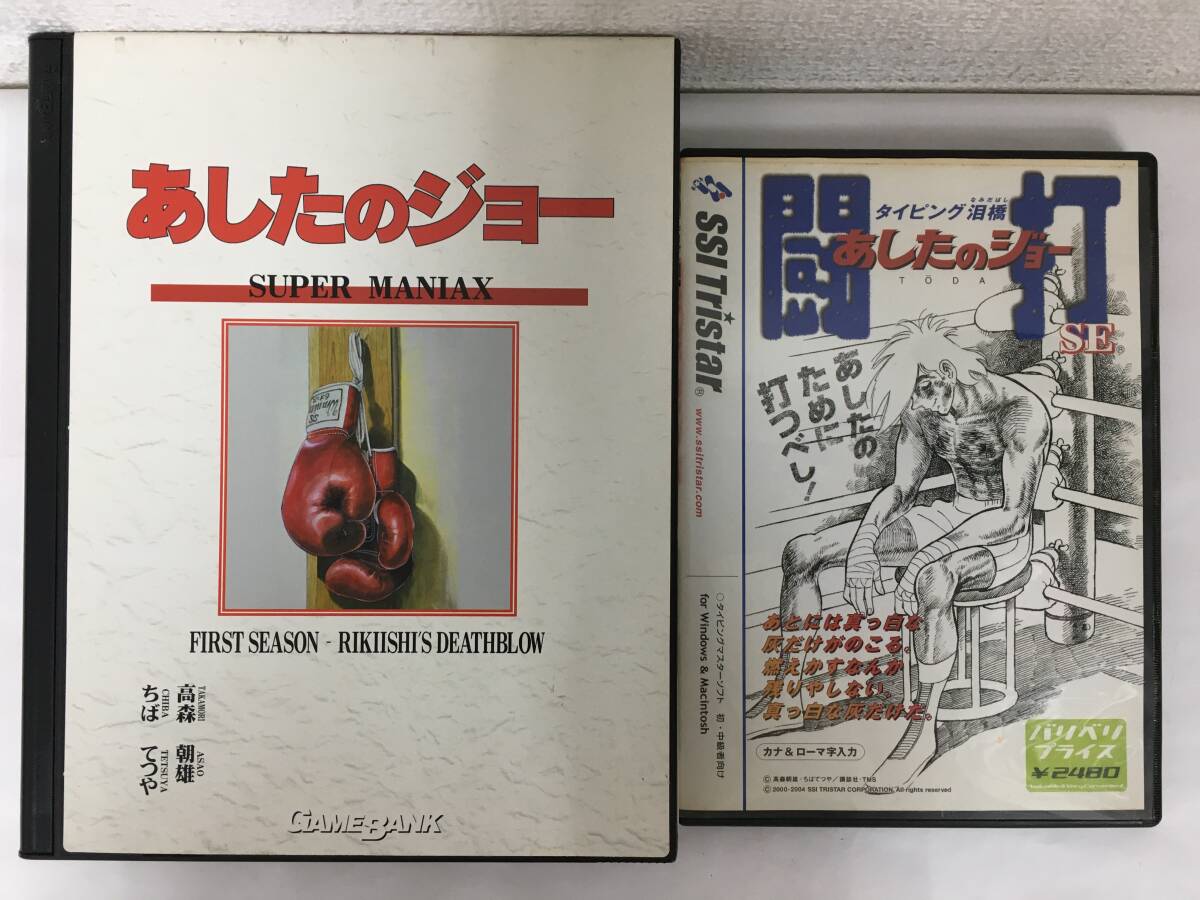 あしたのジョー
SUPER MANIAX
FIRST SEASON - RIKIISHI'S DEATHBLOW
高森 朝雄
TAKAMORI ASAO
ちば てつや
CHIBA TETSUYA
GAMEBANK
SSI Tristar®
www.ssitristar.com
○タイピングマスターソフト 初・中級者向け
for Windows & Macintosh
闘打
なみだばし
タイピング泪橋
あしたのジョー
TŌDA
SE®
あしたの
ために
打つべし!
あとには真っ白な
灰だけがのこる。
燃えかすなんか
残りやしない。
真っ白な灰だけだ。
カナ&ローマ字入力
バリベリ
プライス
¥2480
©高森朝雄・ちばてつや/講談社・TMS
©2000-2004 SSI TRISTAR CORPORATION, All rights reserved